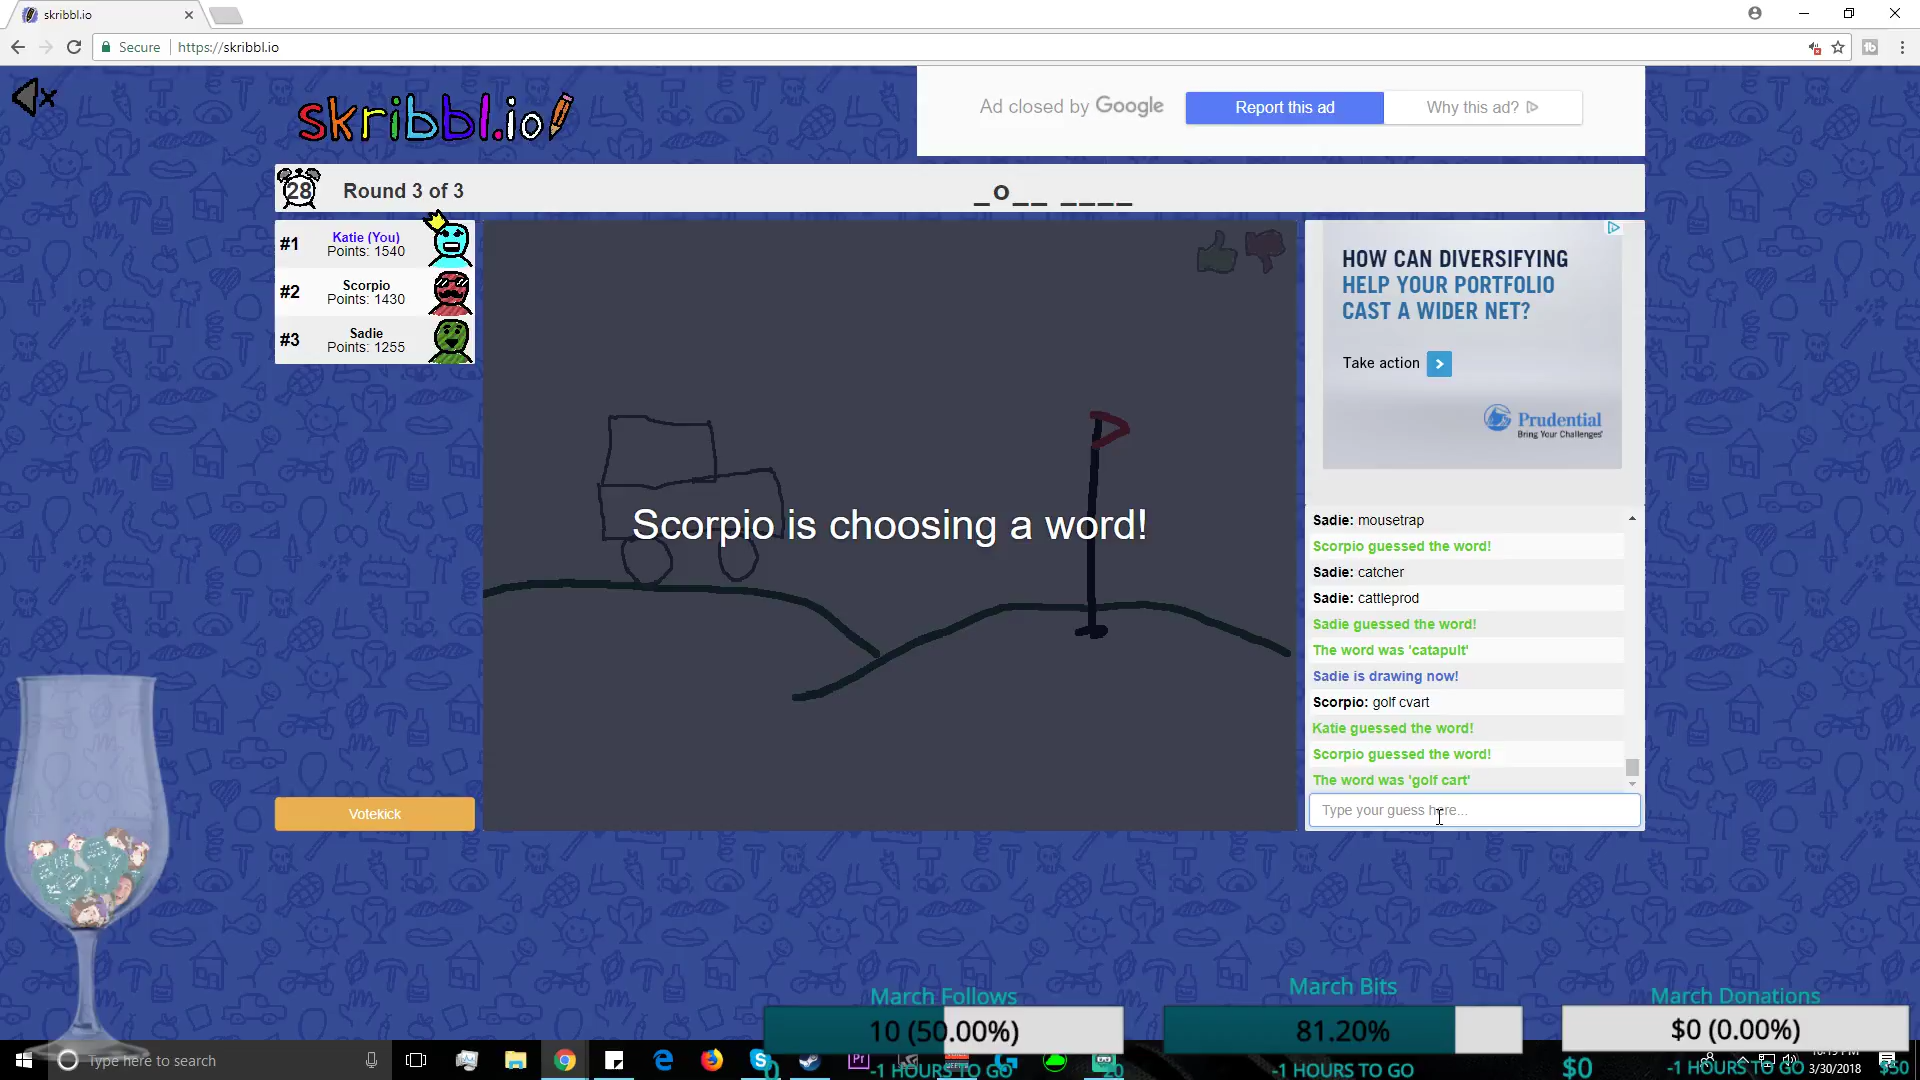 skribbl.io
Secure https://skribbl.io
skribbl.io
Ad closed by Google
Report this ad
Why this ad?
28
Round 3 of 3
_o__ ____
#1
Katie (You)
Points: 1540
#2
Scorpio
Points: 1430
#3
Sadie
Points: 1255
Votekick
Scorpio is choosing a word!
HOW CAN DIVERSIFYING
HELP YOUR PORTFOLIO
CAST A WIDER NET?
Take action
Prudential
Bring Your Challenges
Sadie: mousetrap
Scorpio guessed the word!
Sadie: catcher
Sadie: cattleprod
Sadie guessed the word!
The word was 'catapult'
Sadie is drawing now!
Scorpio: golf cvart
Katie guessed the word!
Scorpio guessed the word!
The word was 'golf cart'
Type your guess here...
March Follows
10 (50.00%)
-1 HOURS TO GO
20
March Bits
81.20%
-1 HOURS TO GO
March Donations
$0 (0.00%)
$0
-1 HOURS TO GO
$50
Type here to search
Pr
3/30/2018